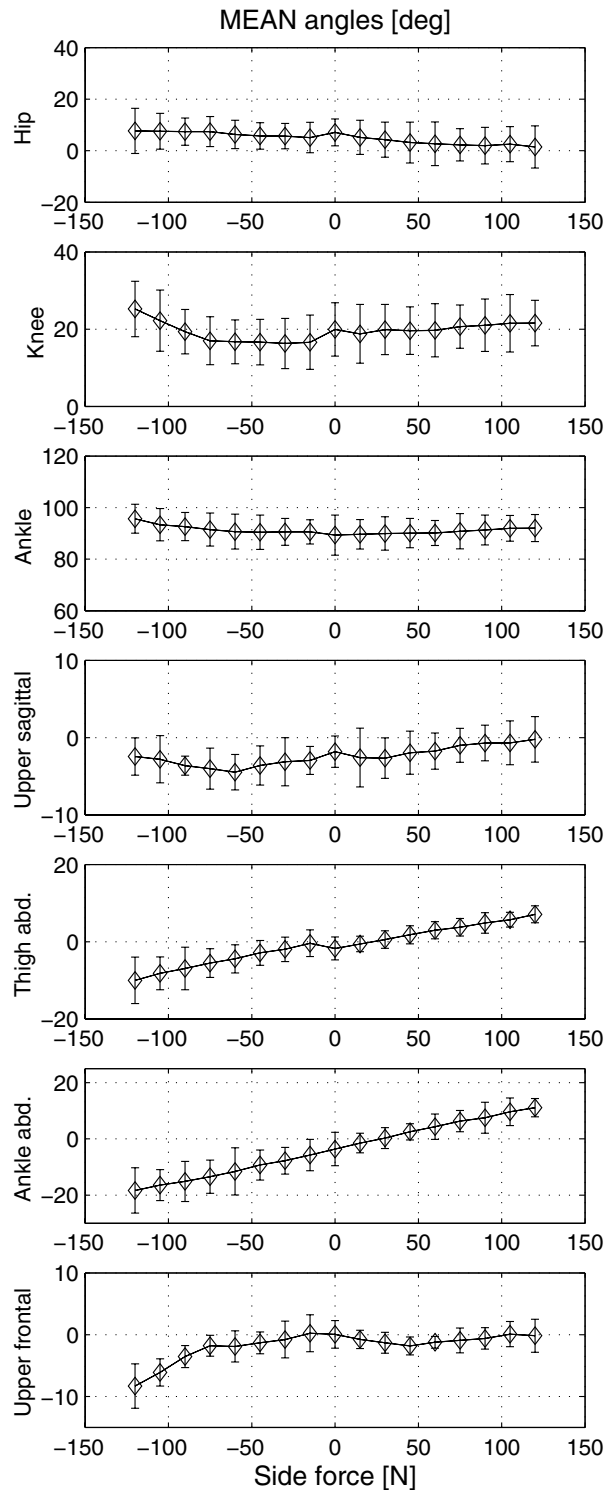 MEAN angles [deg]
40
20
0
−20
Hip
−150 −100 −50 0 50 100 150
40
20
0
Knee
−150 −100 −50 0 50 100 150
120
100
80
60
Ankle
−150 −100 −50 0 50 100 150
10
0
−10
Upper sagittal
−150 −100 −50 0 50 100 150
20
0
−20
Thigh abd.
−150 −100 −50 0 50 100 150
20
0
−20
Ankle abd.
−150 −100 −50 0 50 100 150
10
0
−10
Upper frontal
−150 −100 −50 0 50 100 150
Side force [N]